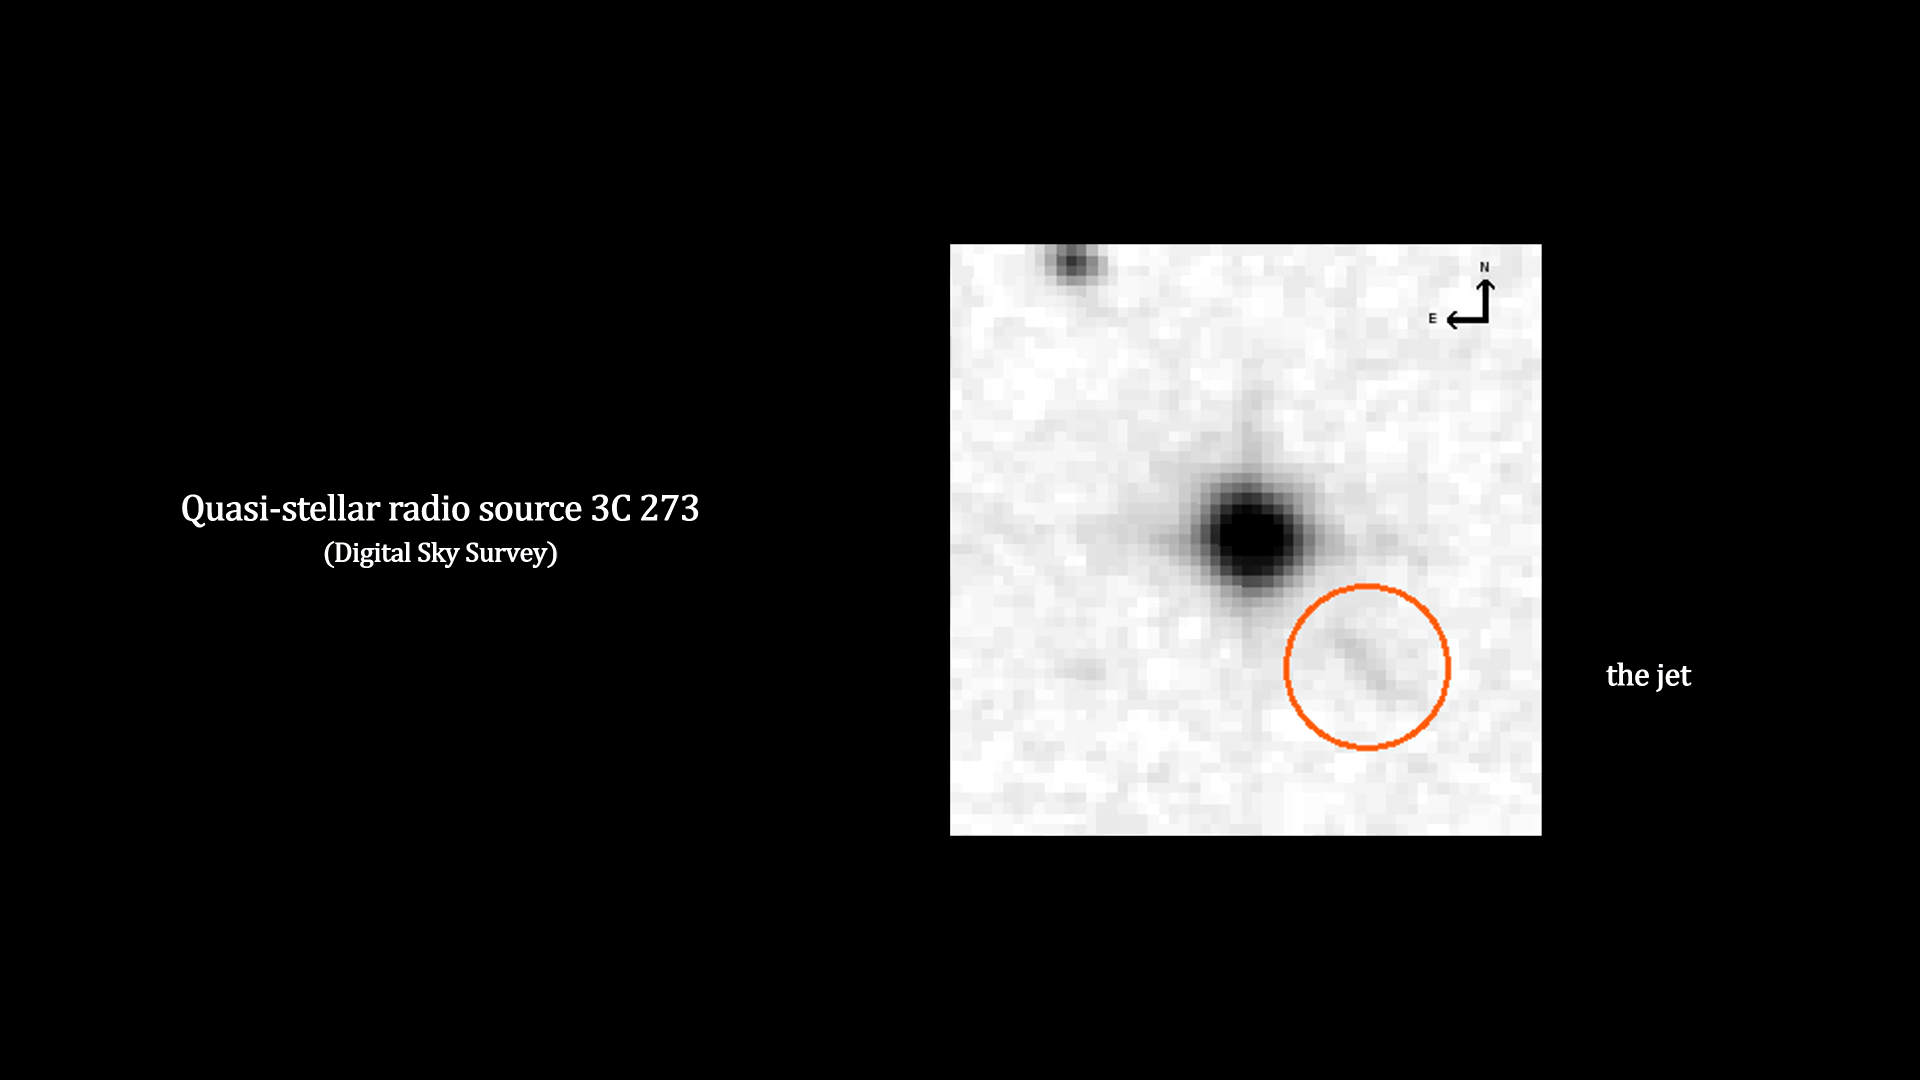 Quasi-stellar radio source 3C 273
(Digital Sky Survey)
N
E
the jet